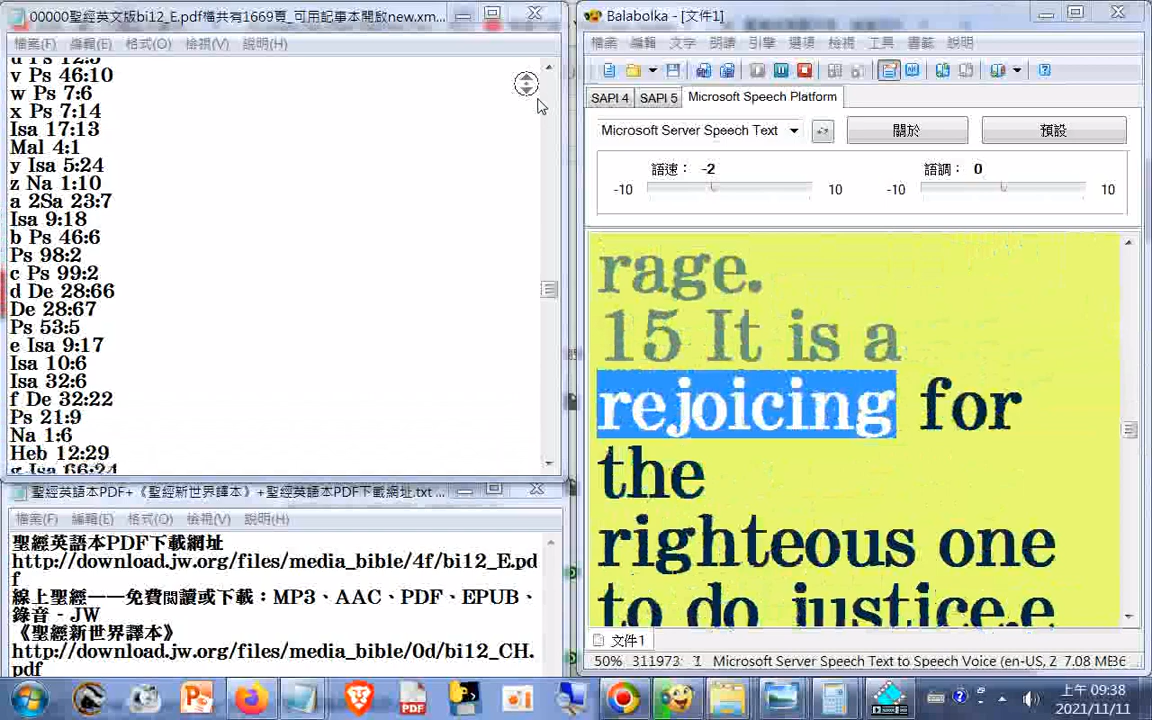 00000聖經英文版bi12_E.pdf檔共有1669頁_可用記事本開啟new.xm...
檔案(F) 編輯(E) 格式(O) 檢視(V) 說明(H)
u Ps 12:5
v Ps 46:10
w Ps 7:6
x Ps 7:14
Isa 17:13
Mal 4:1
y Isa 5:24
z Na 1:10
a 2Sa 23:7
Isa 9:18
b Ps 46:6
Ps 98:2
c Ps 99:2
d De 28:66
De 28:67
Ps 53:5
e Isa 9:17
Isa 10:6
Isa 32:6
f De 32:22
Ps 21:9
Na 1:6
Heb 12:29
g Isa 66:24
聖經英語本PDF+《聖經新世界譯本》+聖經英語本PDF下載網址.txt ...
檔案(F) 編輯(E) 格式(O) 檢視(V) 說明(H)
聖經英語本PDF下載網址
http://download.jw.org/files/media_bible/4f/bi12_E.pd
f
線上聖經——免費閱讀或下載：MP3、AAC、PDF、EPUB、
錄音 - JW
《聖經新世界譯本》
http://download.jw.org/files/media_bible/0d/bi12_CH.
pdf
Balabolka - [文件1]
檔案 編輯 文字 朗讀 引擎 選項 檢視 工具 書籤 說明
SAPI 4 SAPI 5 Microsoft Speech Platform
Microsoft Server Speech Text 關於 預設
語速： -2 語調： 0
-10 10 -10 10
rage.
15 It is a
rejoicing for
the
righteous one
to do justice,e
文件1
50% 311973: 1 Microsoft Server Speech Text to Speech Voice (en-US, Z 7.08 MB
上午 09:38
2021/11/11